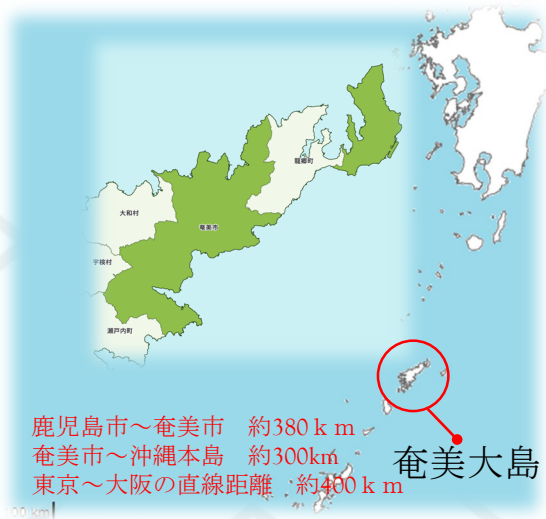 龍郷町
大和村
奄美市
宇検村
瀬戸内町
鹿児島市～奄美市　約380ｋｍ
奄美市～沖縄本島　約300km
東京～大阪の直線距離　約400ｋｍ
奄美大島
100 km